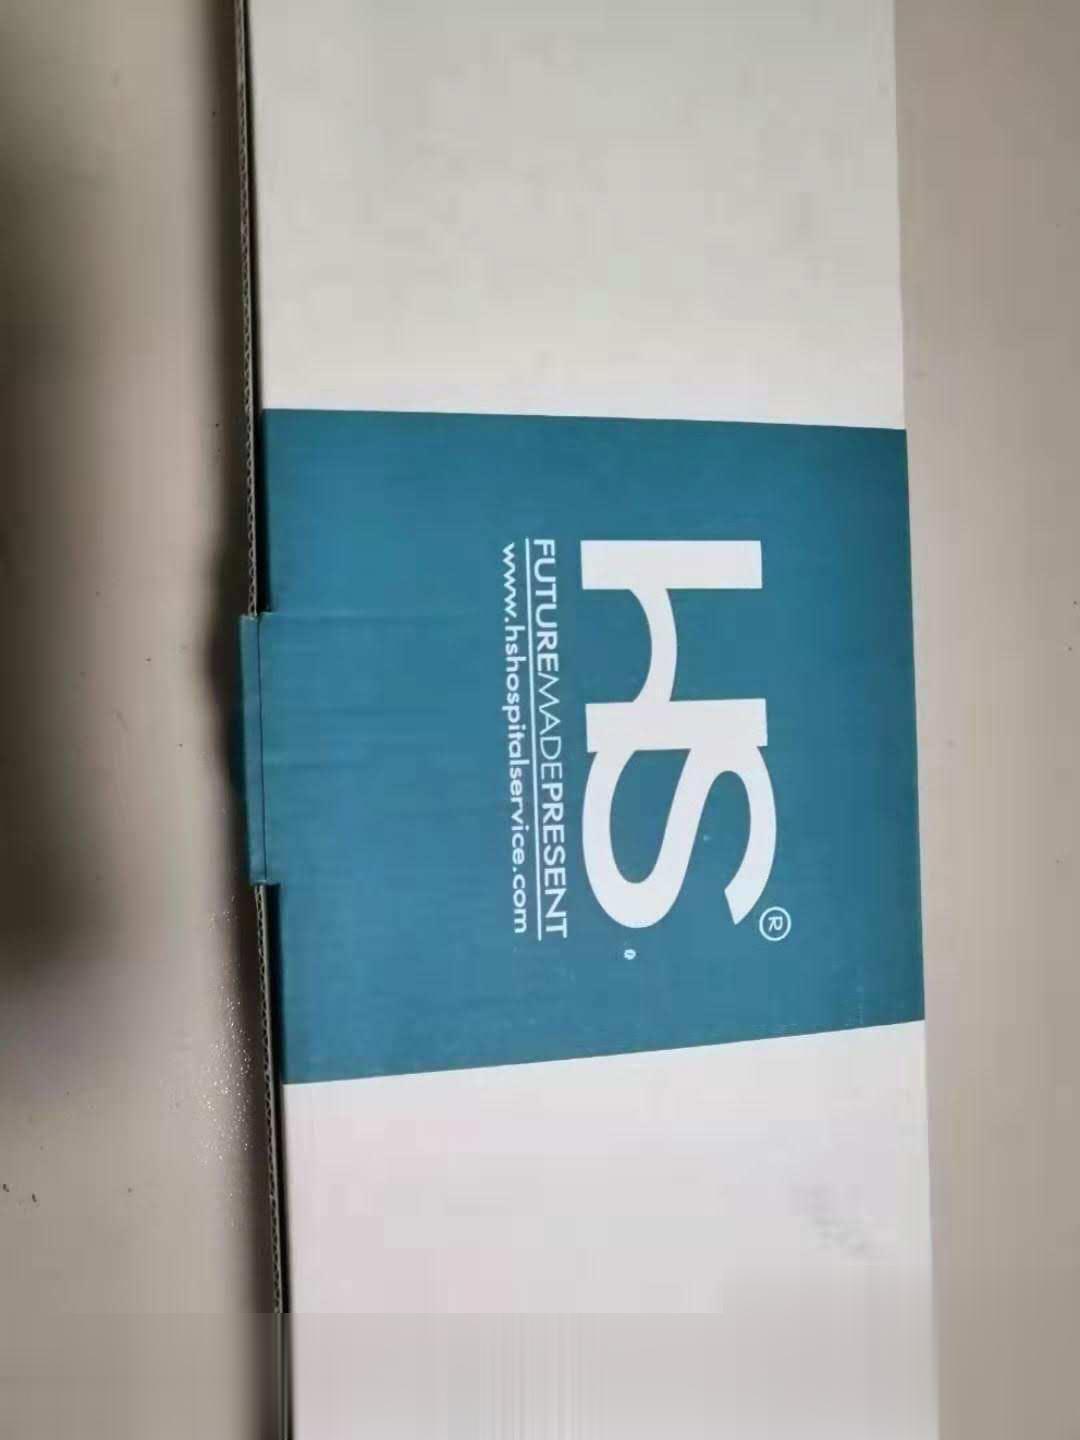 HS®
FUTUREMADEPRESENT
www.hshospitalservice.com